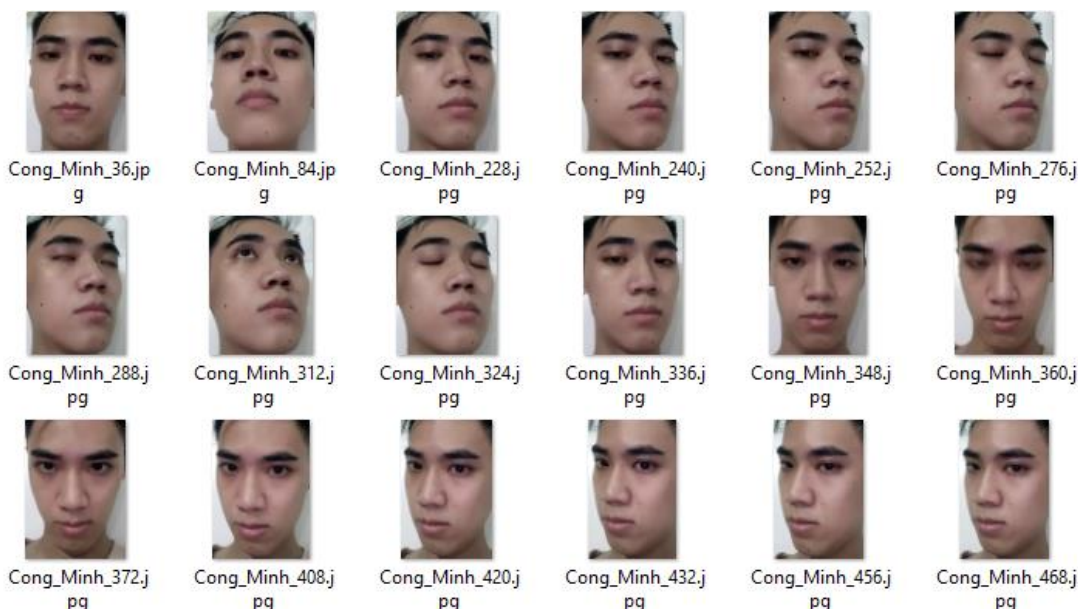 Cong_Minh_36.jp
g
Cong_Minh_84.jp
g
Cong_Minh_228.j
pg
Cong_Minh_240.j
pg
Cong_Minh_252.j
pg
Cong_Minh_276.j
pg
Cong_Minh_288.j
pg
Cong_Minh_312.j
pg
Cong_Minh_324.j
pg
Cong_Minh_336.j
pg
Cong_Minh_348.j
pg
Cong_Minh_360.j
pg
Cong_Minh_372.j
pg
Cong_Minh_408.j
pg
Cong_Minh_420.j
pg
Cong_Minh_432.j
pg
Cong_Minh_456.j
pg
Cong_Minh_468.j
pg